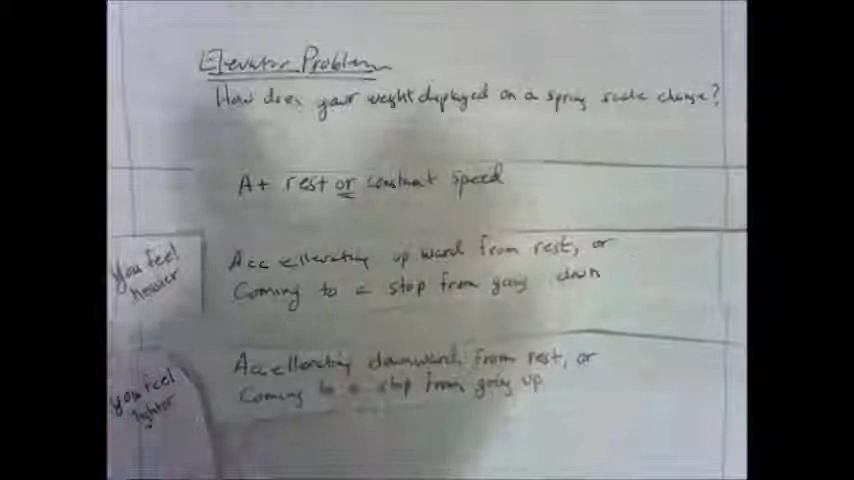 Elevator Problem
How does your weight displayed on a spring scale change?
At rest or constant speed
you feel
heavier
Accellerating upward from rest, or
Coming to a stop from going down
you feel
lighter
Accellerating downward from rest, or
Coming to a stop from going up